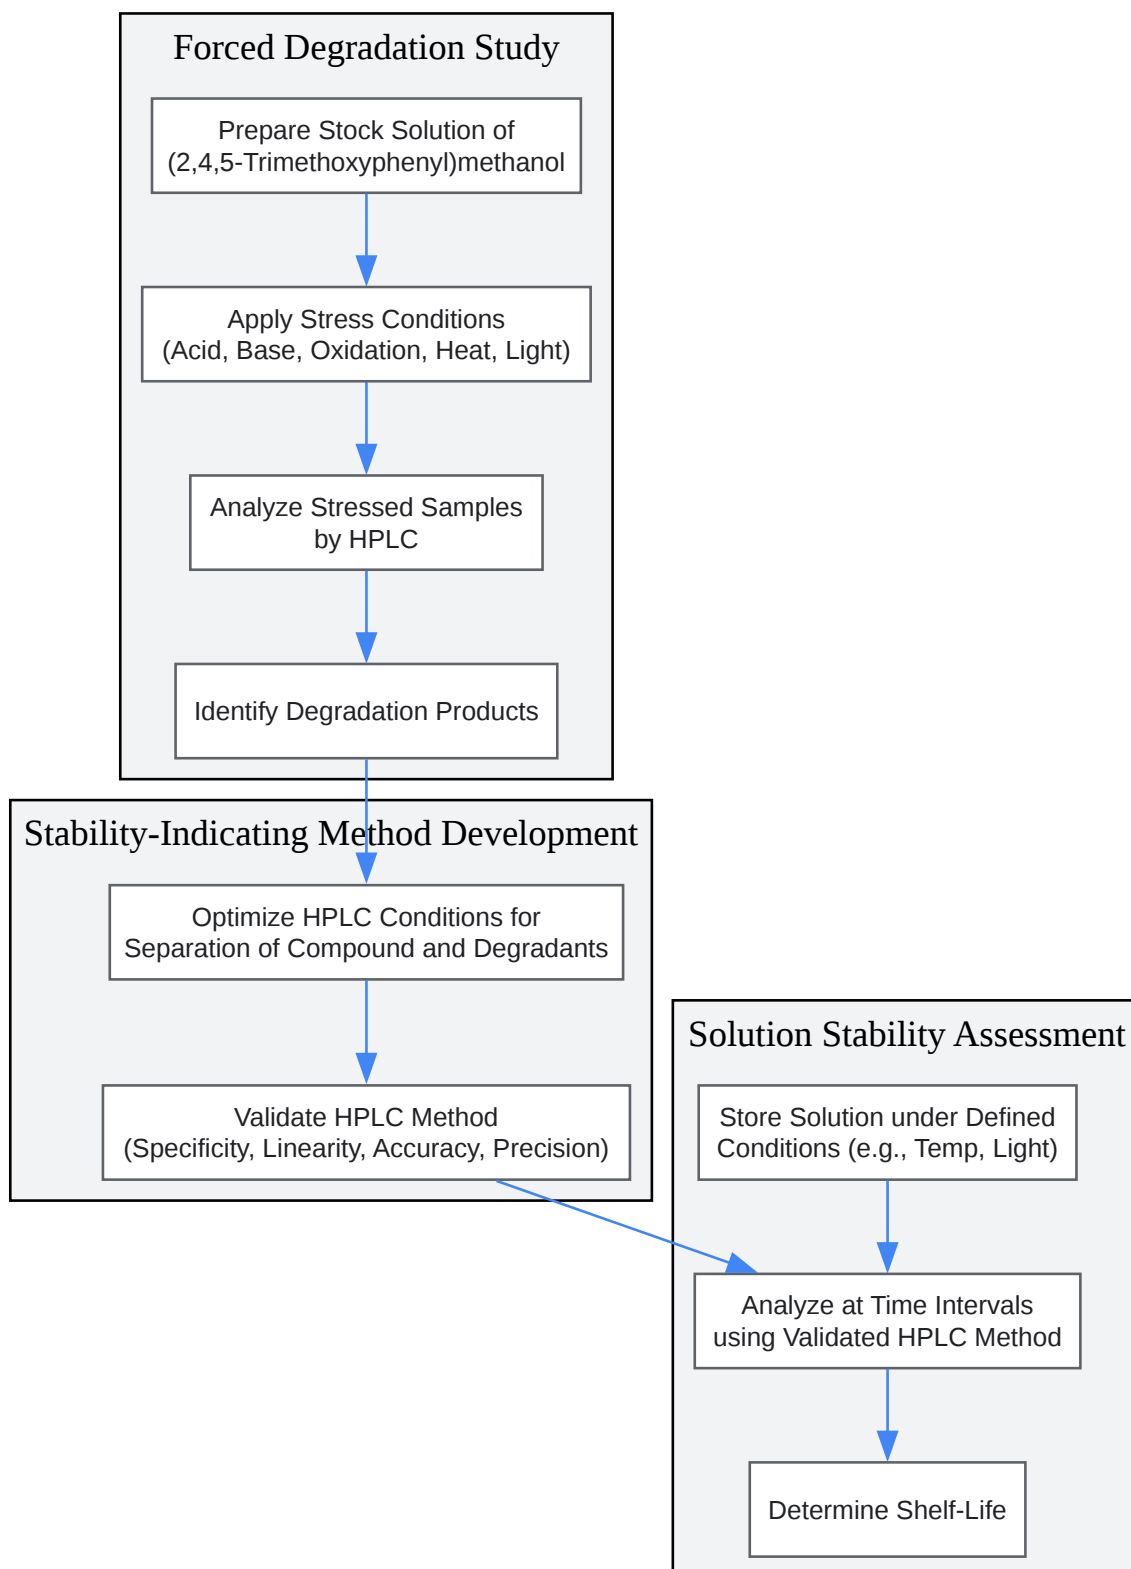 Forced Degradation Study
Prepare Stock Solution of
(2,4,5-Trimethoxyphenyl)methanol
Apply Stress Conditions
(Acid, Base, Oxidation, Heat, Light)
Analyze Stressed Samples
by HPLC
Identify Degradation Products
Stability-Indicating Method Development
Optimize HPLC Conditions for
Separation of Compound and Degradants
Validate HPLC Method
(Specificity, Linearity, Accuracy, Precision)
Solution Stability Assessment
Store Solution under Defined
Conditions (e.g., Temp, Light)
Analyze at Time Intervals
using Validated HPLC Method
Determine Shelf-Life